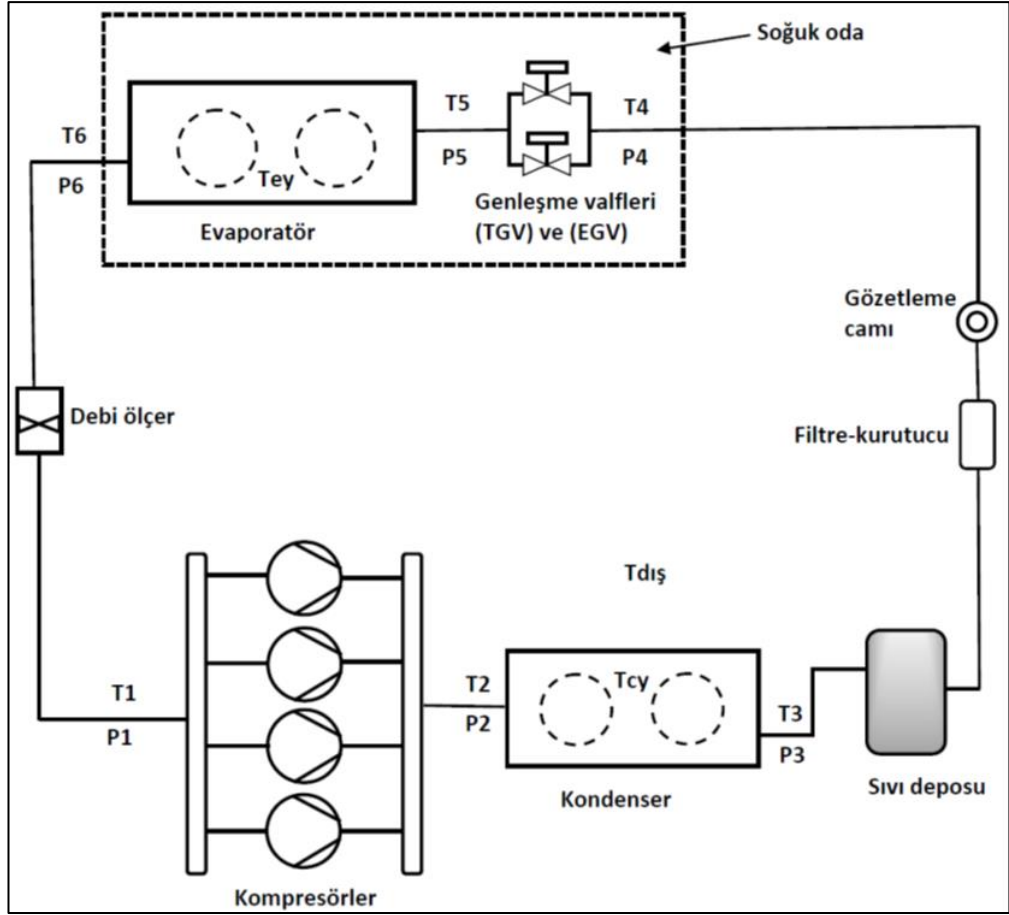 Soğuk oda
T6
P6
Tey
Evaporatör
T5
P5
T4
P4
Genleşme valfleri
(TGV) ve (EGV)
Gözetleme
camı
Debi ölçer
Filtre-kurutucu
Tdış
T1
P1
T2
P2
Tcy
T3
P3
Kondenser
Sıvı deposu
Kompresörler